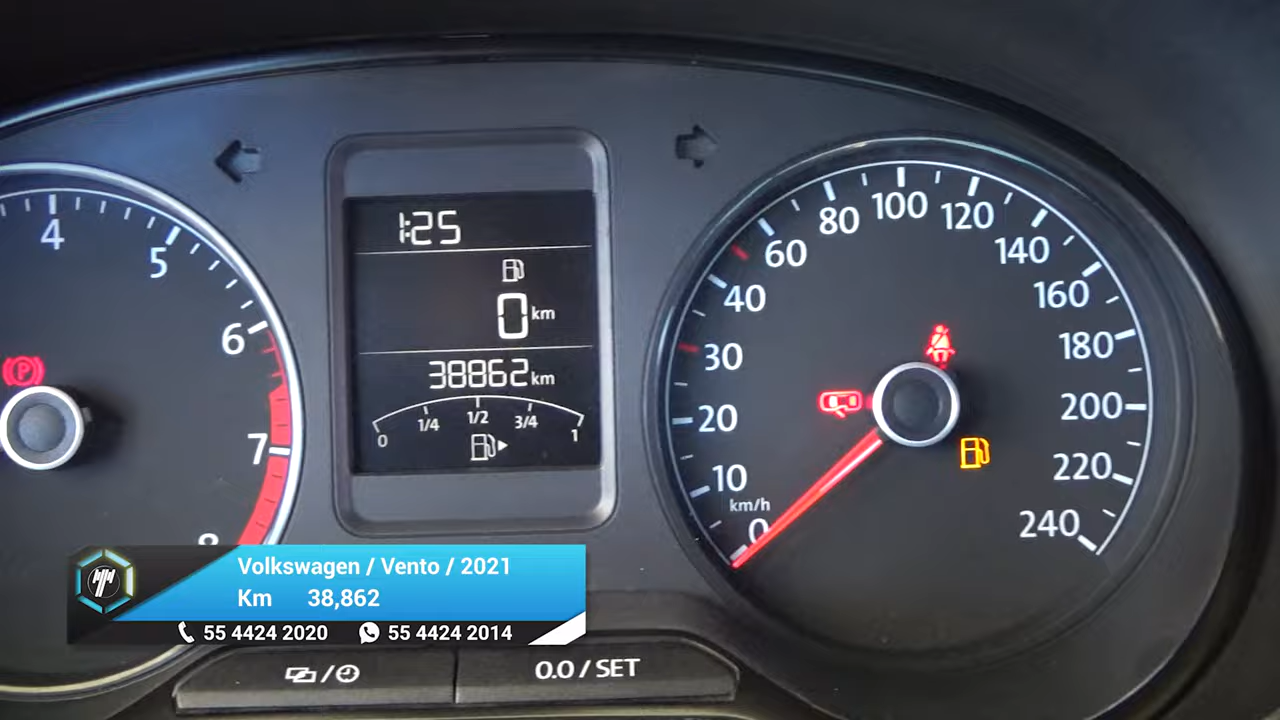 4
5
6
7
8
P
1:25
0 km
38862 km
0 1/4 1/2 3/4 1
0
10
20
30
40
60
80
100
120
140
160
180
200
220
240
km/h
Volkswagen / Vento / 2021
Km 38,862
55 4424 2020 55 4424 2014
0.0 / SET